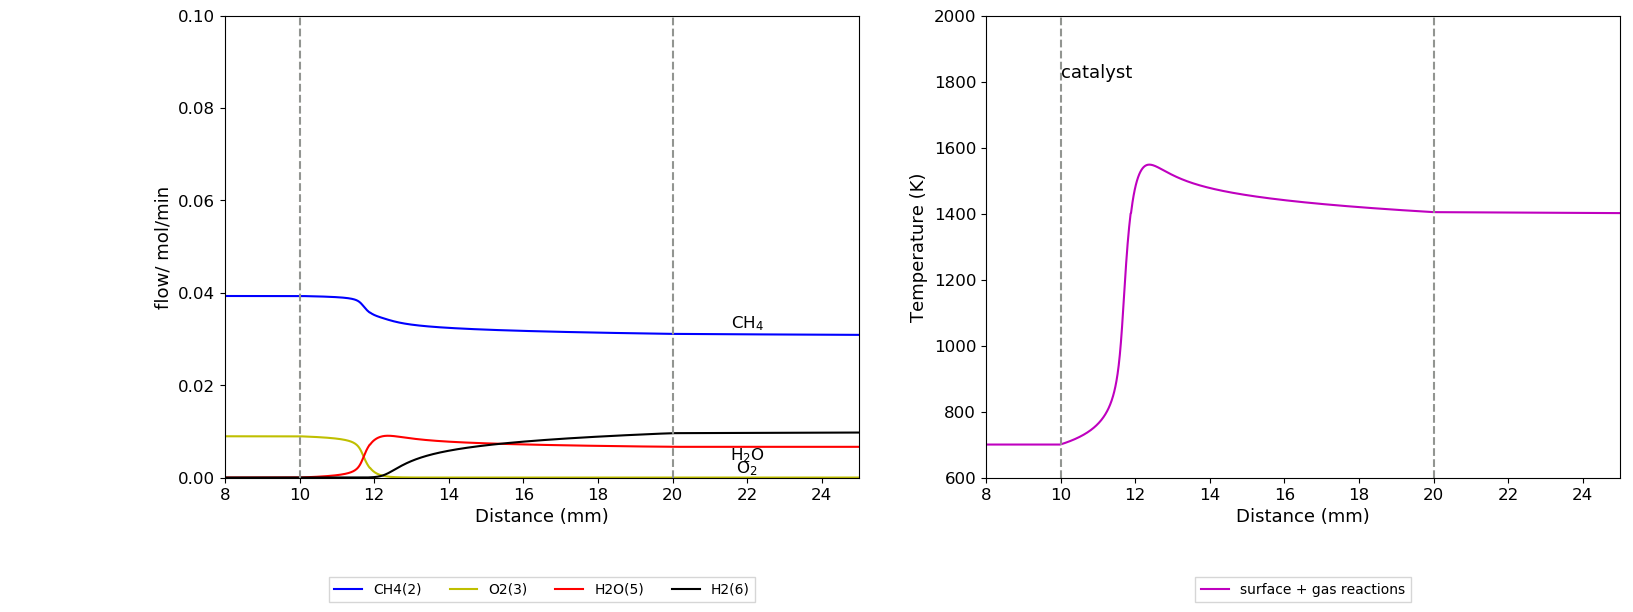 0.10
0.08
0.06
0.04
0.02
0.00
flow/ mol/min
CH₄
H₂O
O₂
8 10 12 14 16 18 20 22 24
Distance (mm)
CH4(2) O2(3) H2O(5) H2(6)
2000
1800
1600
1400
1200
1000
800
600
Temperature (K)
catalyst
8 10 12 14 16 18 20 22 24
Distance (mm)
surface + gas reactions